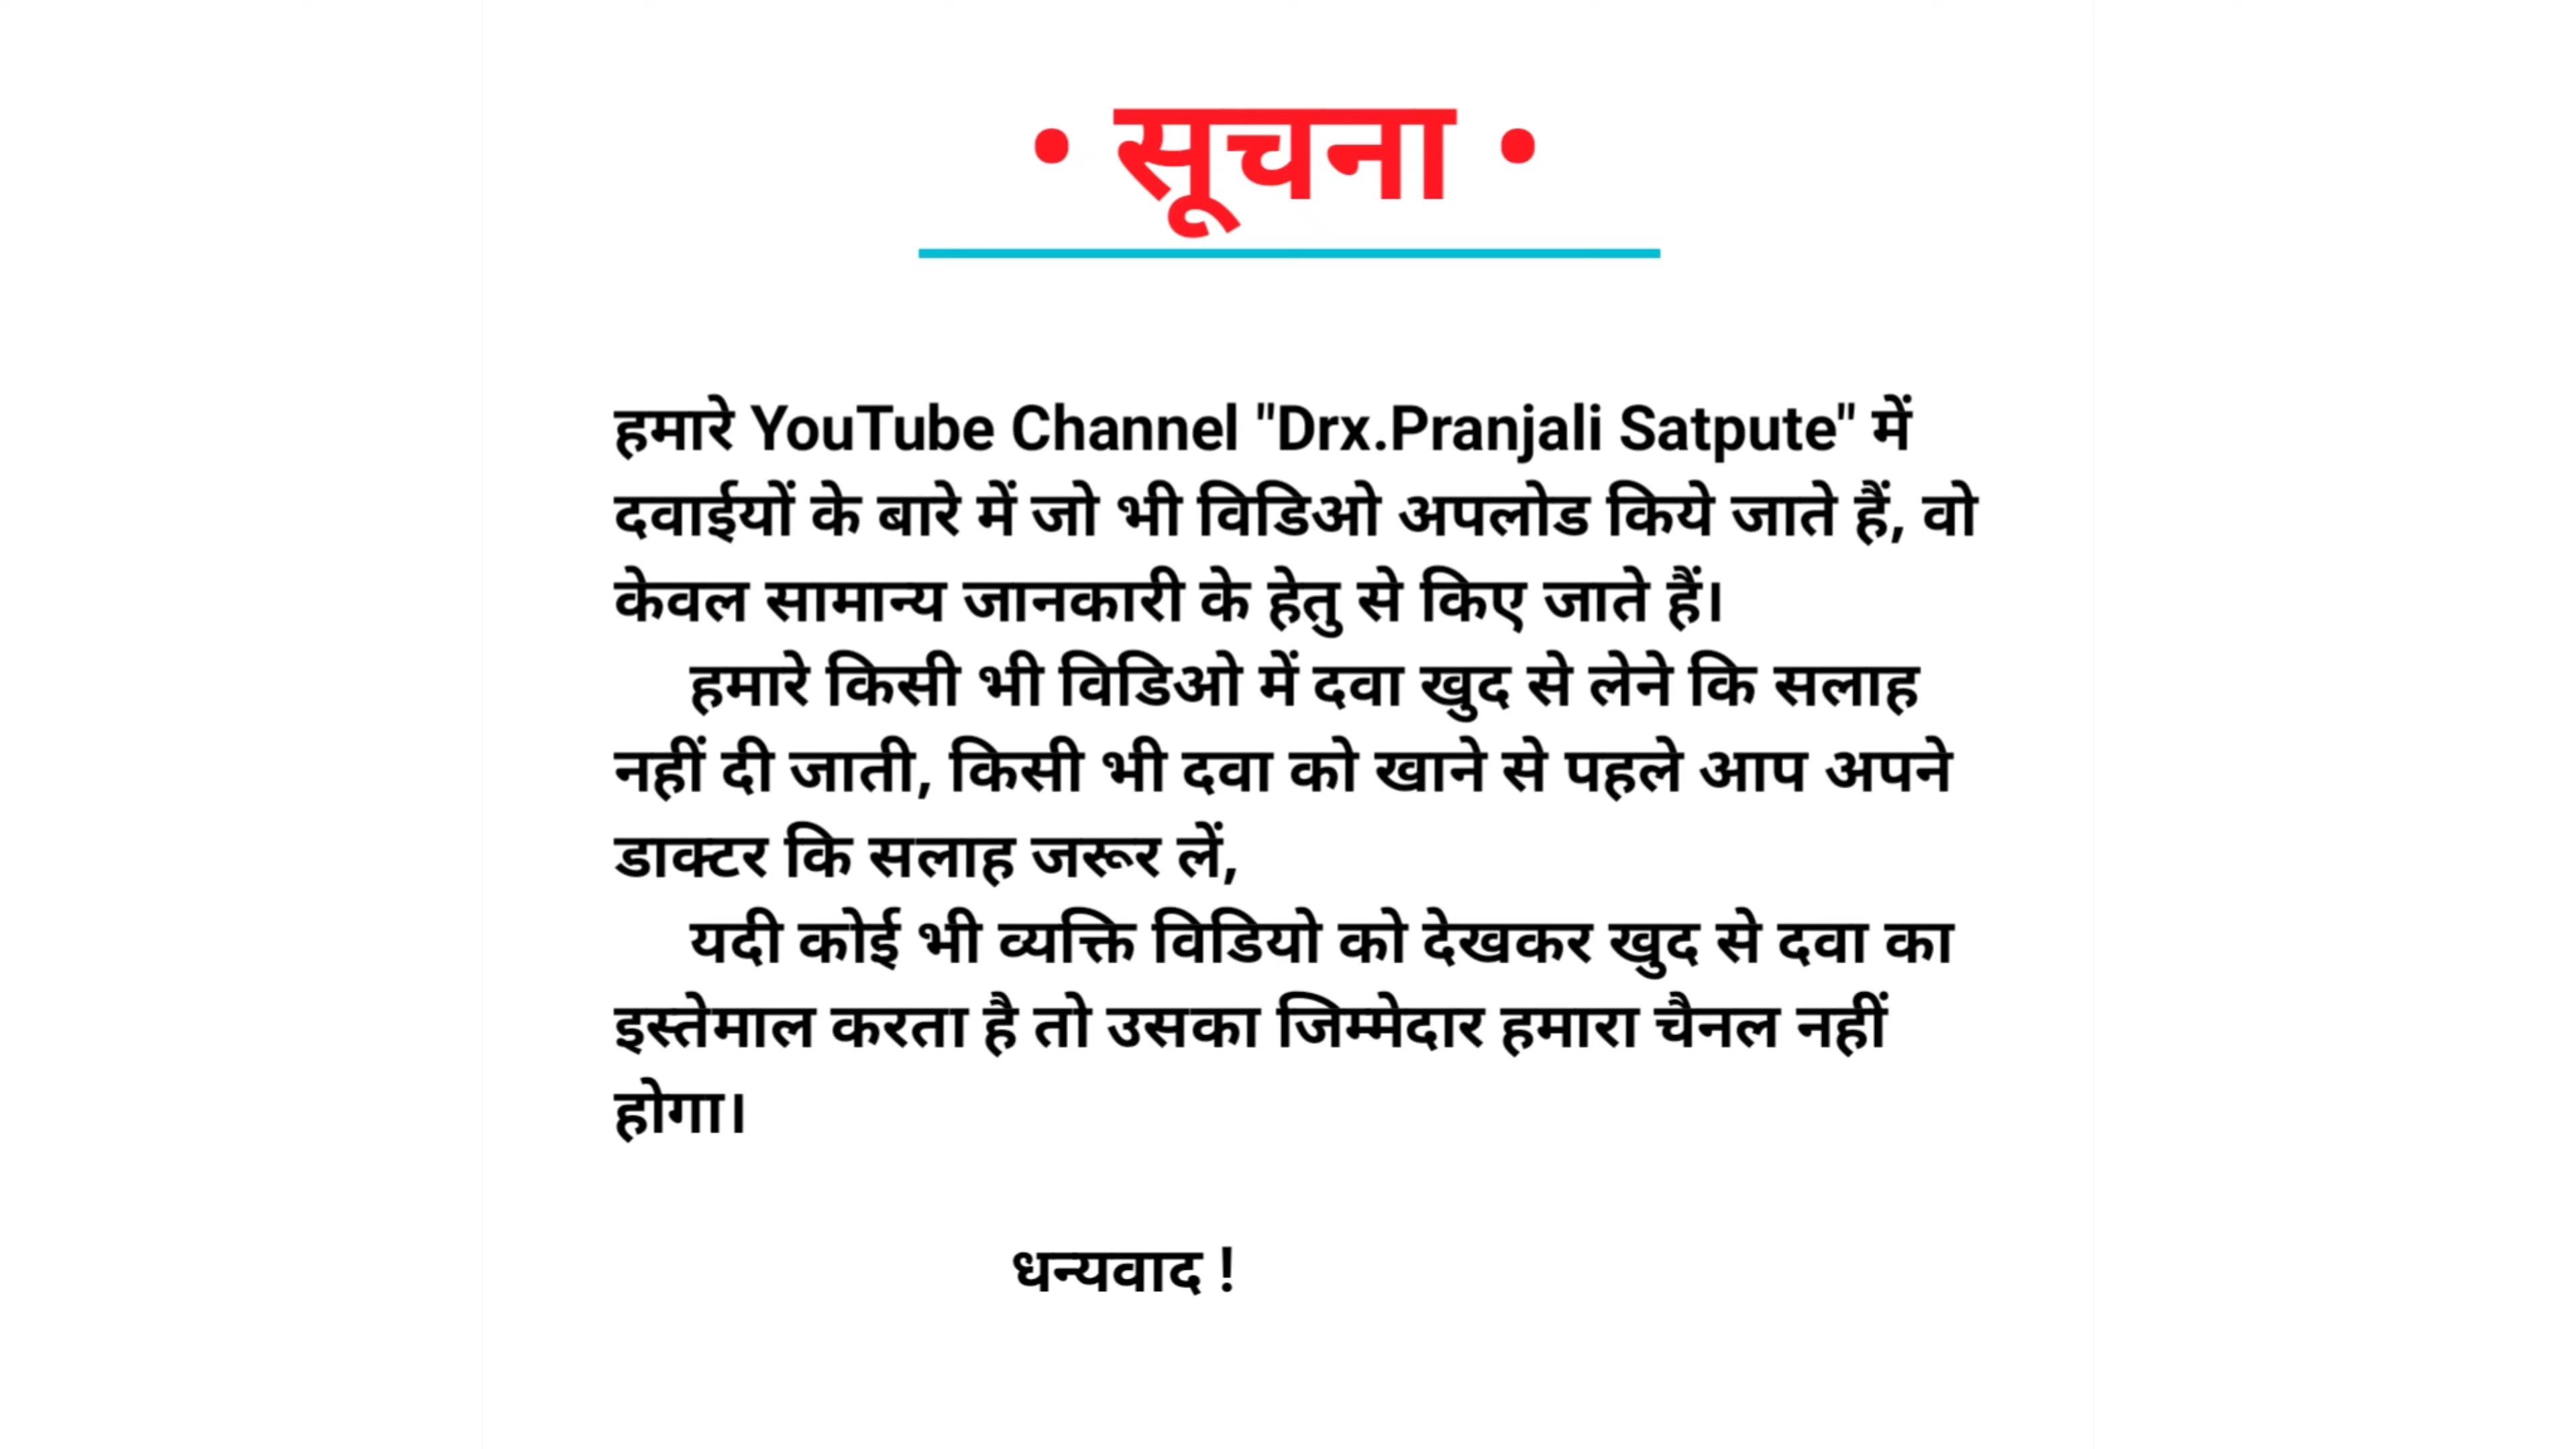 • सूचना •
हमारे YouTube Channel "Drx.Pranjali Satpute" में
दवाईयों के बारे में जो भी विडिओ अपलोड किये जाते हैं, वो
केवल सामान्य जानकारी के हेतु से किए जाते हैं।
हमारे किसी भी विडिओ में दवा खुद से लेने कि सलाह
नहीं दी जाती, किसी भी दवा को खाने से पहले आप अपने
डाक्टर कि सलाह जरूर लें,
यदी कोई भी व्यक्ति विडियो को देखकर खुद से दवा का
इस्तेमाल करता है तो उसका जिम्मेदार हमारा चैनल नहीं
होगा।
धन्यवाद !